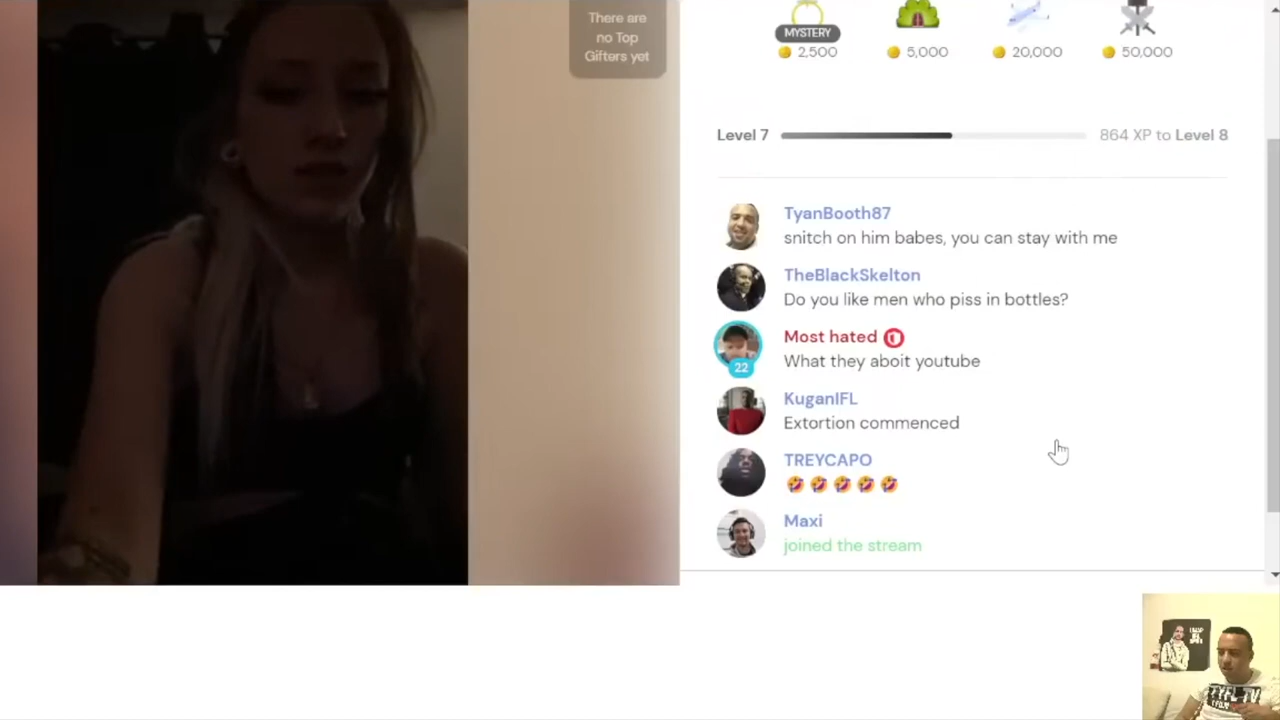 There are
no Top
Gifters yet
MYSTERY
2,500
5,000
20,000
50,000
Level 7
864 XP to Level 8
TyanBooth87
snitch on him babes, you can stay with me
TheBlackSkelton
Do you like men who piss in bottles?
Most hated
22
What they aboit youtube
KuganIFL
Extortion commenced
TREYCAPO
🤣🤣🤣🤣🤣
Maxi
joined the stream